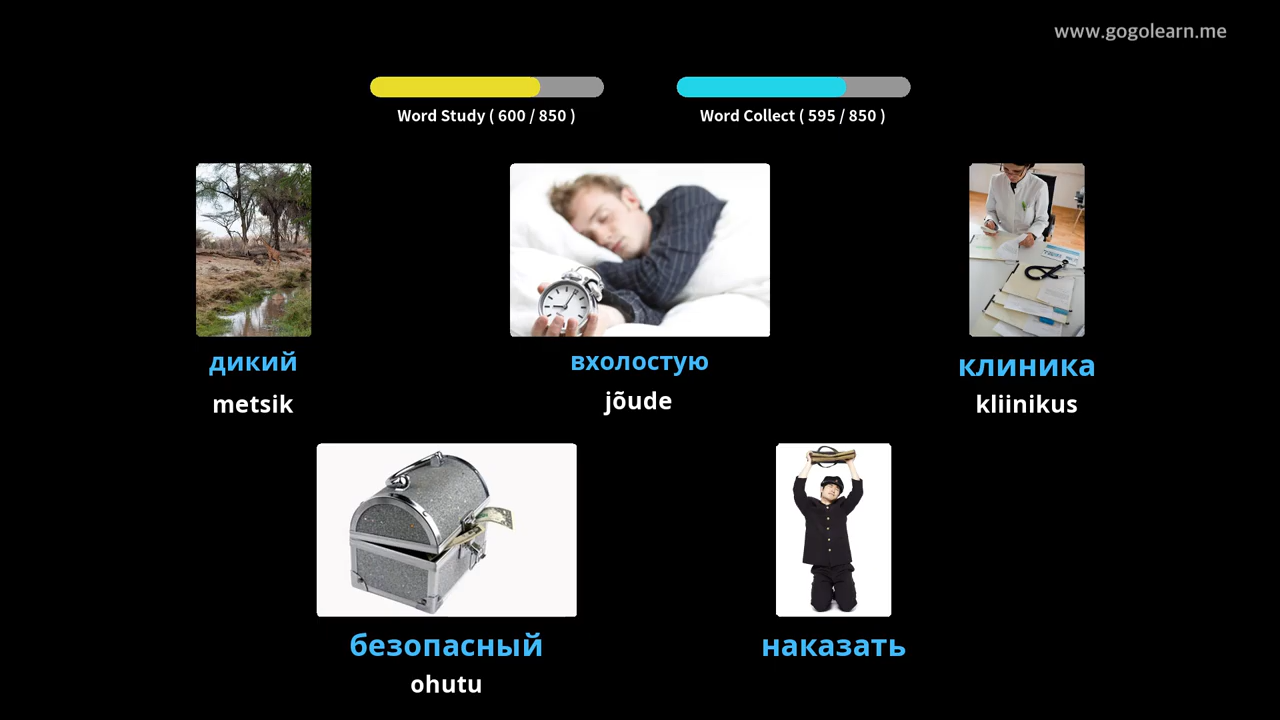 www.gogolearn.me
Word Study ( 600 / 850 )
Word Collect ( 595 / 850 )
дикий
metsik
вхолостую
jõude
клиника
kliinikus
безопасный
ohutu
наказать